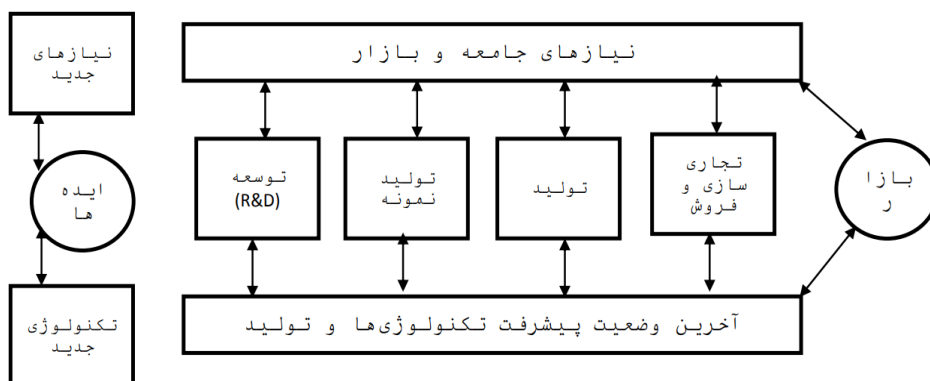 نیازهای
جدید
نیازهای جامعه و بازار
ایده
ها
توسعه
(R&D)
تولید
نمونه
تولید
تجاری
سازی و
فروش
بازا
ر
تکنولوژی
جدید
آخرین وضعیت پیشرفت تکنولوژی‌ها و تولید